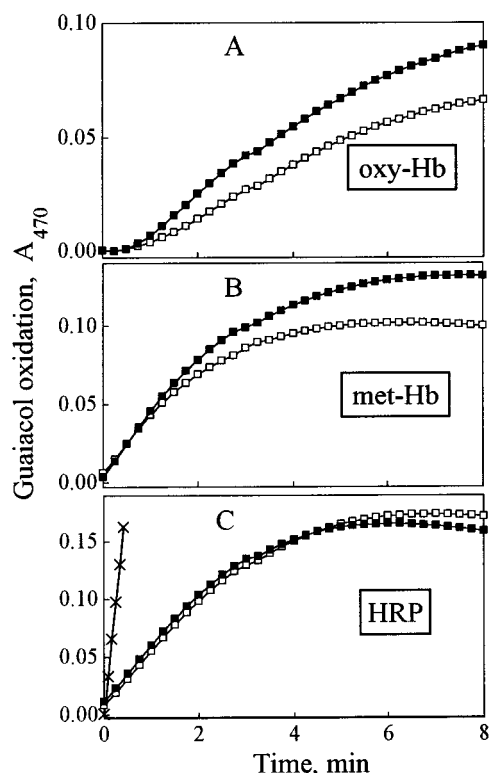 0.10
A
0.05
oxy-Hb
0.00
B
0.10
met-Hb
0.05
0.00
C
0.15
0.10
HRP
0.05
0.00
0 2 4 6 8
Time, min
Guaiacol oxidation, A470